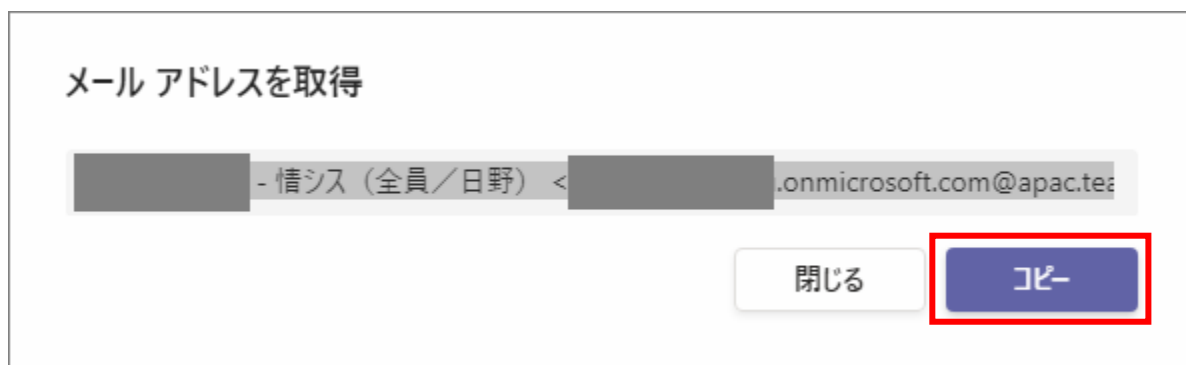 メール アドレスを取得
- 情シス（全員／日野） < .onmicrosoft.com@apac.tea
閉じる コピー